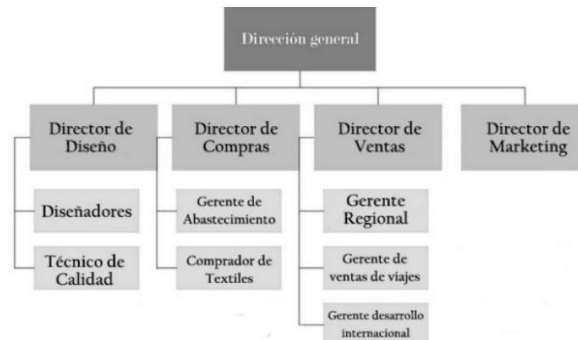 Dirección general
Director de
Diseño
Director de
Compras
Director de
Ventas
Director de
Marketing
Diseñadores
Gerente de
Abastecimiento
Gerente
Regional
Técnico de
Calidad
Comprador de
Textiles
Gerente de
ventas de viajes
Gerente desarrollo
internacional